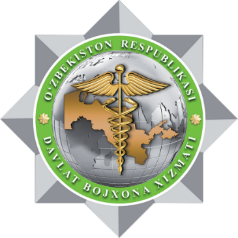 O'ZBEKISTON RESPUBLIKASI
DAVLAT BOJXONA XIZMATI